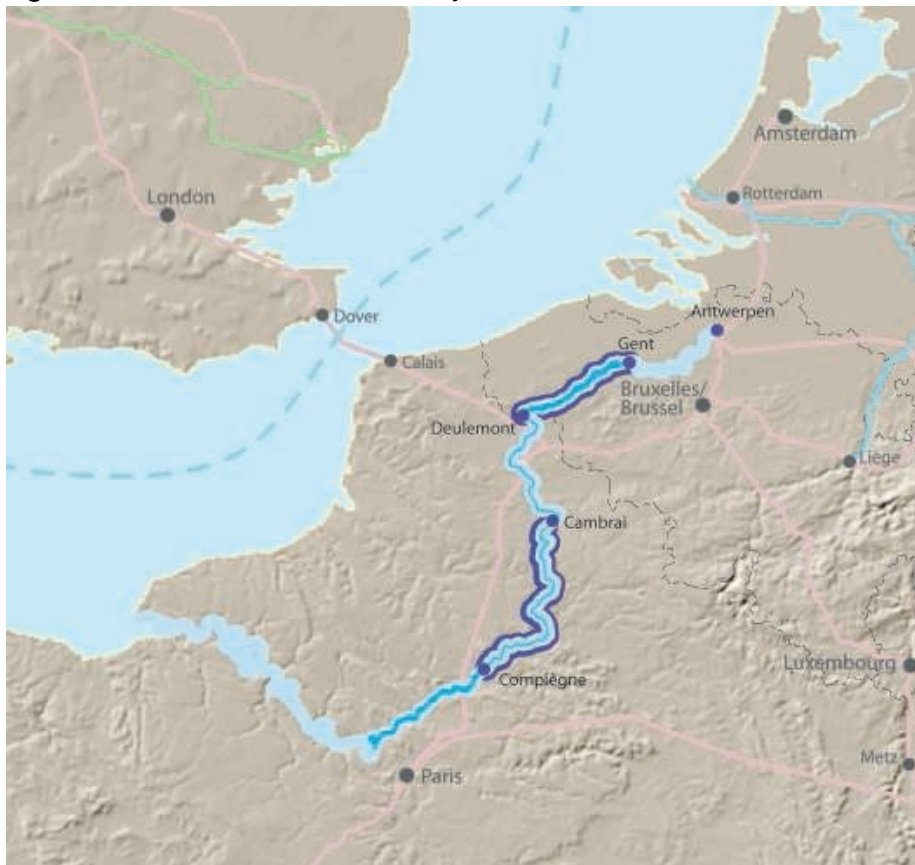 Amsterdam
London
Rotterdam
Dover
Antwerpen
Gent
Calais
Bruxelles/
Brussel
Deulemont
Liège
Cambrai
Luxembourg
Compiègne
Metz
Paris